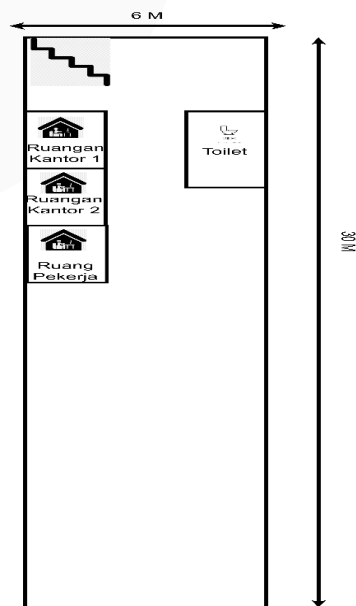 6 M
Ruangan
Kantor 1
Toilet
Ruangan
Kantor 2
Ruang
Pekerja
30 M